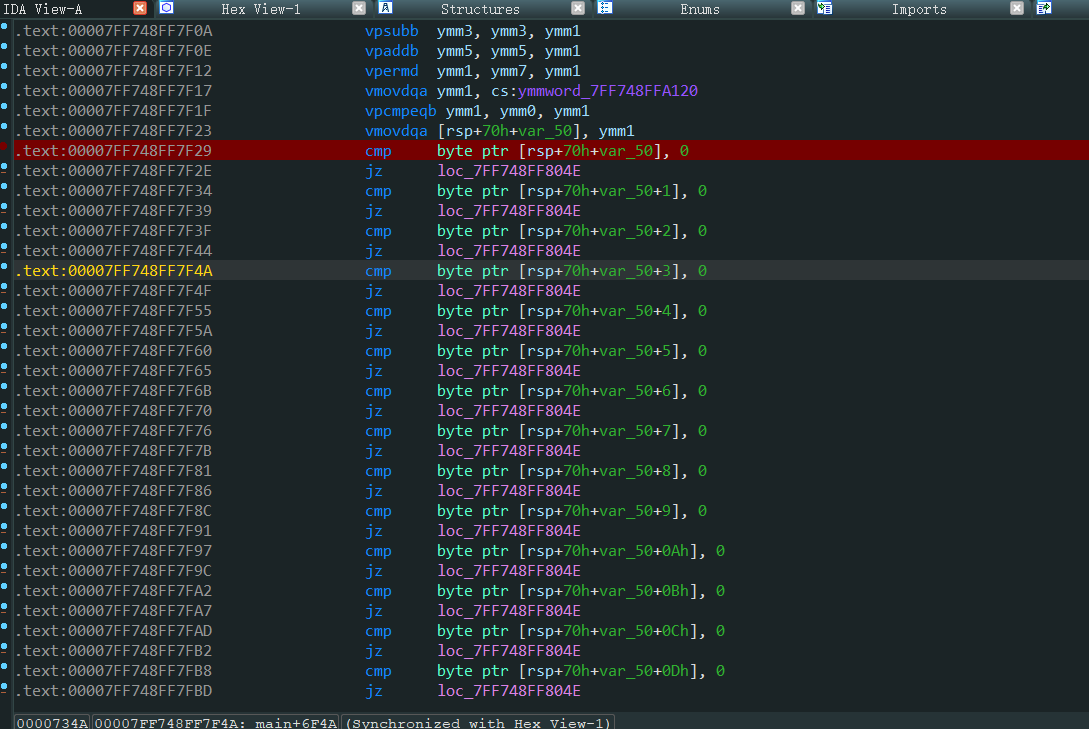 IDA View-A Hex View-1 Structures Enums Imports
.text:00007FF748FF7F0A vpsubb ymm3, ymm3, ymm1
.text:00007FF748FF7F0E vpaddb ymm5, ymm5, ymm1
.text:00007FF748FF7F12 vpermd ymm1, ymm7, ymm1
.text:00007FF748FF7F17 vmovdqa ymm1, cs:ymmword_7FF748FFA120
.text:00007FF748FF7F1F vpcmpeqb ymm1, ymm0, ymm1
.text:00007FF748FF7F23 vmovdqa [rsp+70h+var_50], ymm1
.text:00007FF748FF7F29 cmp byte ptr [rsp+70h+var_50], 0
.text:00007FF748FF7F2E jz loc_7FF748FF804E
.text:00007FF748FF7F34 cmp byte ptr [rsp+70h+var_50+1], 0
.text:00007FF748FF7F39 jz loc_7FF748FF804E
.text:00007FF748FF7F3F cmp byte ptr [rsp+70h+var_50+2], 0
.text:00007FF748FF7F44 jz loc_7FF748FF804E
.text:00007FF748FF7F4A cmp byte ptr [rsp+70h+var_50+3], 0
.text:00007FF748FF7F4F jz loc_7FF748FF804E
.text:00007FF748FF7F55 cmp byte ptr [rsp+70h+var_50+4], 0
.text:00007FF748FF7F5A jz loc_7FF748FF804E
.text:00007FF748FF7F60 cmp byte ptr [rsp+70h+var_50+5], 0
.text:00007FF748FF7F65 jz loc_7FF748FF804E
.text:00007FF748FF7F6B cmp byte ptr [rsp+70h+var_50+6], 0
.text:00007FF748FF7F70 jz loc_7FF748FF804E
.text:00007FF748FF7F76 cmp byte ptr [rsp+70h+var_50+7], 0
.text:00007FF748FF7F7B jz loc_7FF748FF804E
.text:00007FF748FF7F81 cmp byte ptr [rsp+70h+var_50+8], 0
.text:00007FF748FF7F86 jz loc_7FF748FF804E
.text:00007FF748FF7F8C cmp byte ptr [rsp+70h+var_50+9], 0
.text:00007FF748FF7F91 jz loc_7FF748FF804E
.text:00007FF748FF7F97 cmp byte ptr [rsp+70h+var_50+0Ah], 0
.text:00007FF748FF7F9C jz loc_7FF748FF804E
.text:00007FF748FF7FA2 cmp byte ptr [rsp+70h+var_50+0Bh], 0
.text:00007FF748FF7FA7 jz loc_7FF748FF804E
.text:00007FF748FF7FAD cmp byte ptr [rsp+70h+var_50+0Ch], 0
.text:00007FF748FF7FB2 jz loc_7FF748FF804E
.text:00007FF748FF7FB8 cmp byte ptr [rsp+70h+var_50+0Dh], 0
.text:00007FF748FF7FBD jz loc_7FF748FF804E
0000734A 00007FF748FF7F4A: main+6F4A (Synchronized with Hex View-1)